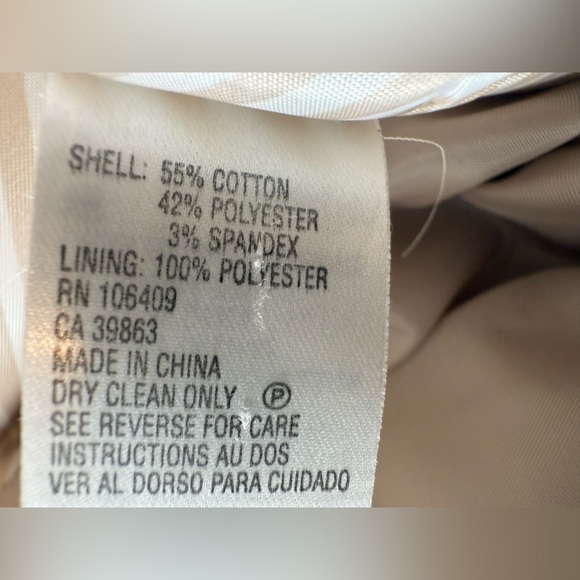 SHELL: 55% COTTON
42% POLYESTER
3% SPANDEX
LINING: 100% POLYESTER
RN 106409
CA 39863
MADE IN CHINA
DRY CLEAN ONLY Ⓟ
SEE REVERSE FOR CARE
INSTRUCTIONS AU DOS
VER AL DORSO PARA CUIDADO